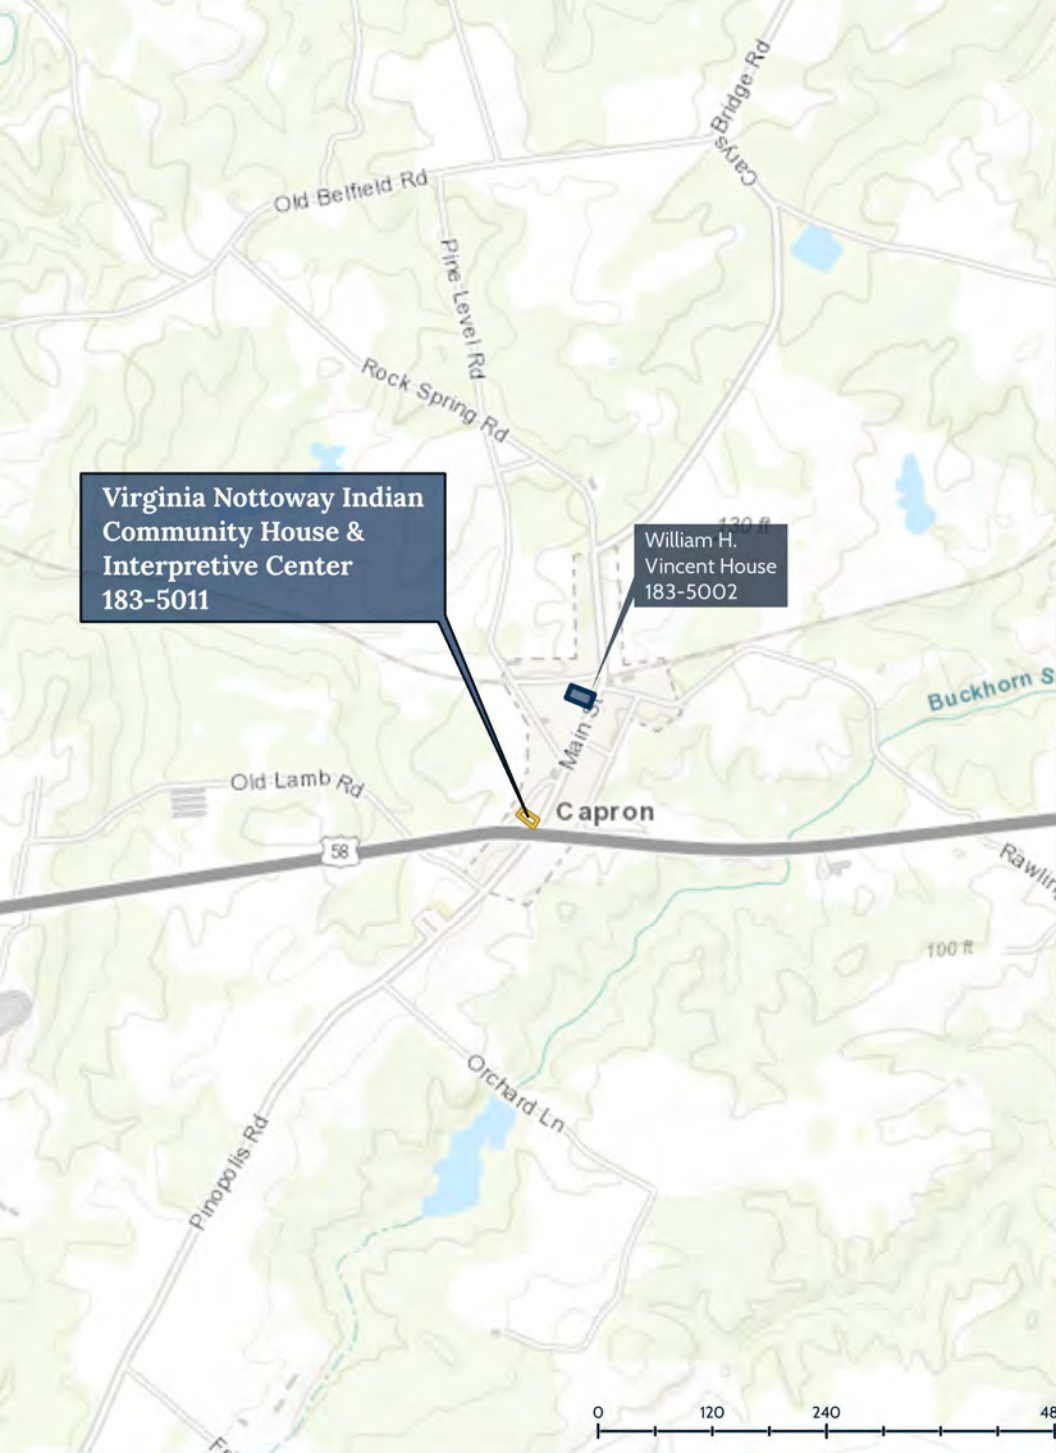 Carys Bridge Rd
Old Belfield Rd
Pine Level Rd
Rock Spring Rd
Virginia Nottoway Indian
Community House &
Interpretive Center
183-5011
130 ft
William H.
Vincent House
183-5002
Buckhorn S
Main St
Old Lamb Rd
Capron
58
Rawlin
100 ft
Orchard Ln
Pinopolis Rd
0 120 240 48